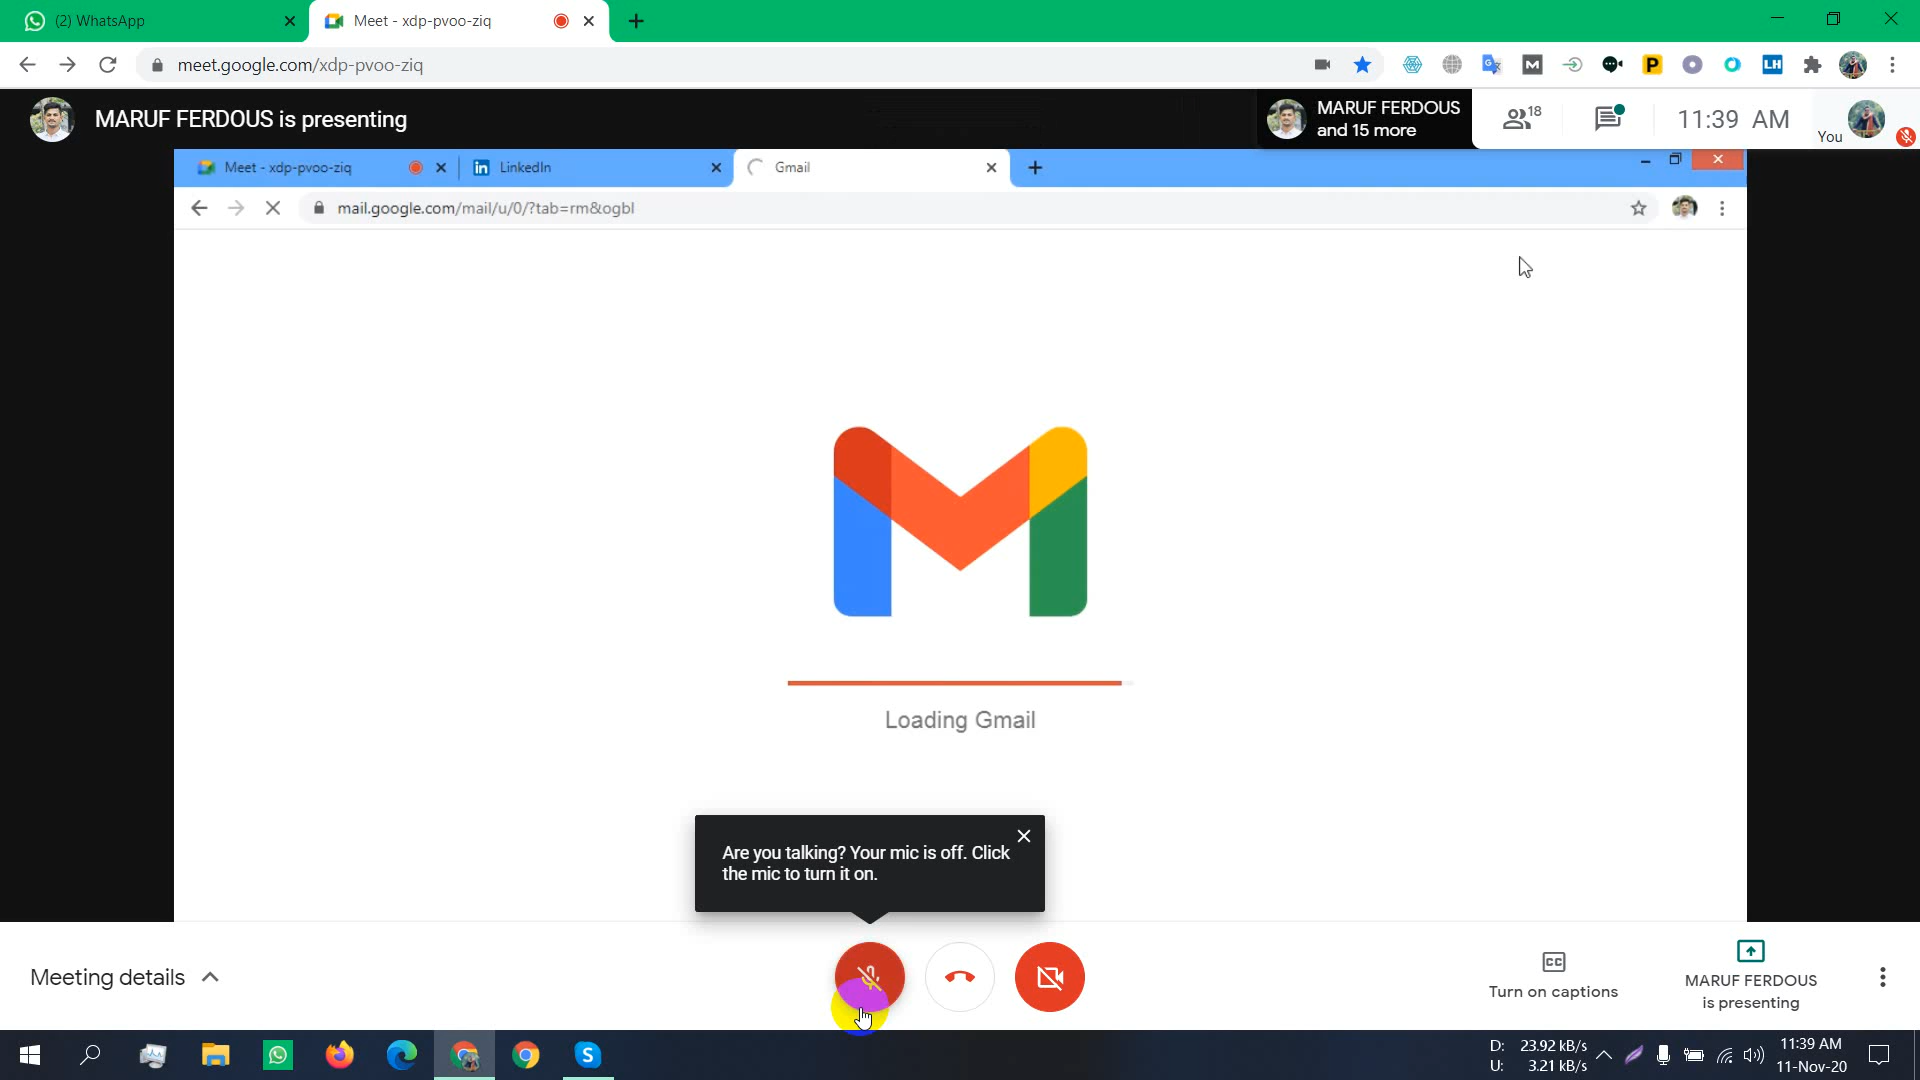 (2) WhatsApp
Meet - xdp-pvoo-ziq
meet.google.com/xdp-pvoo-ziq
MARUF FERDOUS is presenting
MARUF FERDOUS
and 15 more
18
11:39 AM
You
Meet - xdp-pvoo-ziq
LinkedIn
Gmail
mail.google.com/mail/u/0/?tab=rm&ogbl
Loading Gmail
Are you talking? Your mic is off. Click
the mic to turn it on.
Meeting details
Turn on captions
MARUF FERDOUS
is presenting
D: 23.92 kB/s
U: 3.21 kB/s
11:39 AM
11-Nov-20